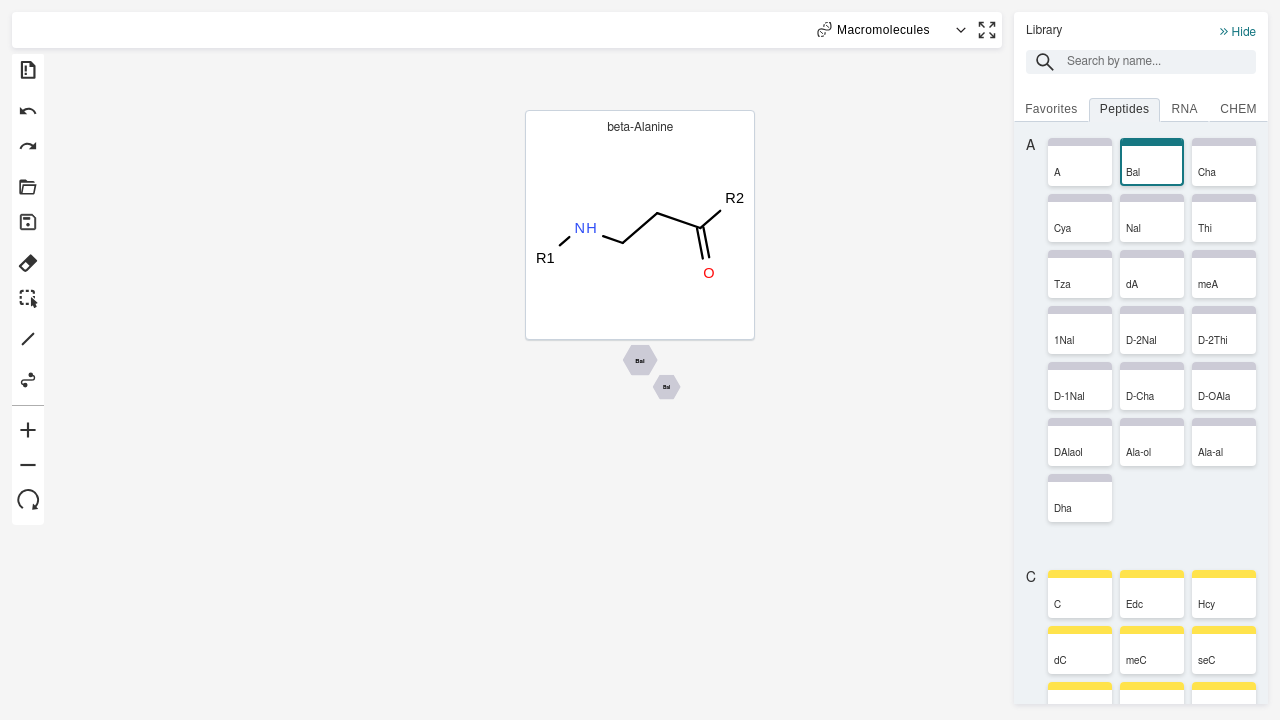 Macromolecules
Library
Hide
Search by name...
Favorites
Peptides
RNA
CHEM
beta-Alanine
R1
NH
R2
O
Bal
Bal
A
A
Bal
Cha
Cya
Nal
Thi
Tza
dA
meA
1Nal
D-2Nal
D-2Thi
D-1Nal
D-Cha
D-OAla
DAlaol
Ala-ol
Ala-al
Dha
C
C
Edc
Hcy
dC
meC
seC